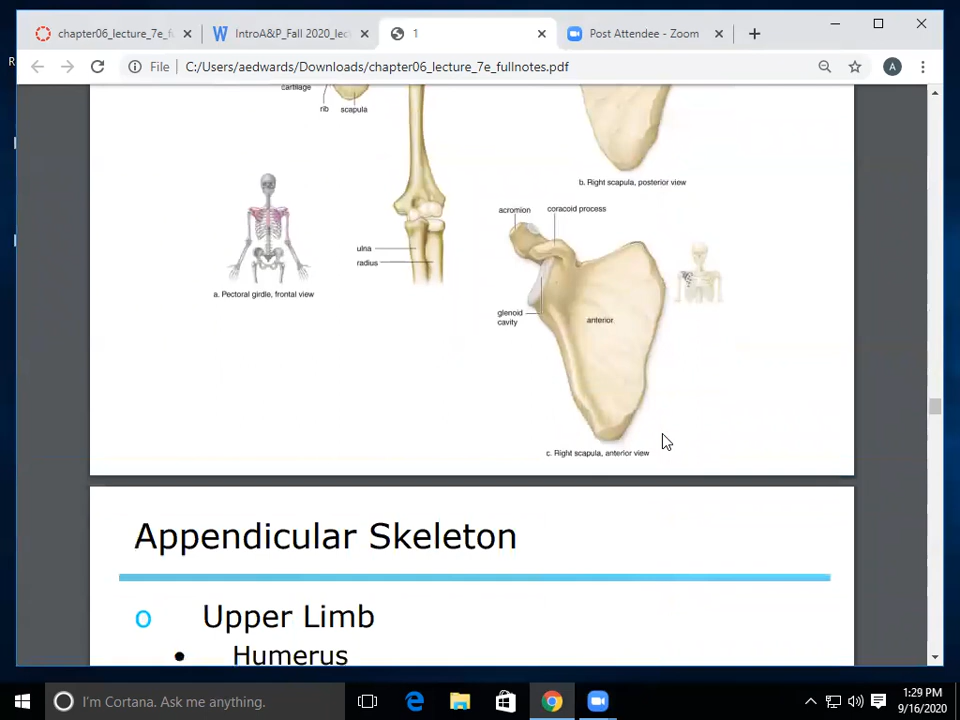 chapter06_lecture_7e_fu
IntroA&P_Fall 2020_lec
1
Post Attendee - Zoom
File
C:/Users/aedwards/Downloads/chapter06_lecture_7e_fullnotes.pdf
A
R
cartilage
rib
scapula
b. Right scapula, posterior view
acromion
coracoid process
ulna
radius
a. Pectoral girdle, frontal view
glenoid
cavity
anterior
c. Right scapula, anterior view
Appendicular Skeleton
o Upper Limb
• Humerus
I'm Cortana. Ask me anything.
1:29 PM
9/16/2020